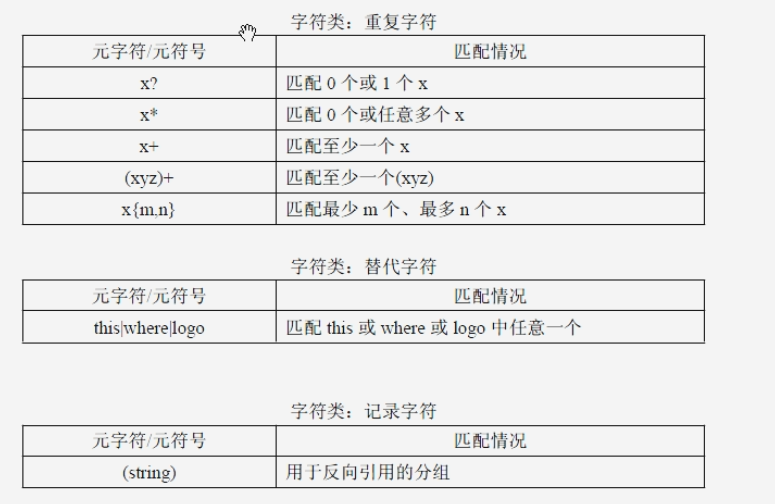 字符类：重复字符
元字符/元符号 匹配情况
x? 匹配 0 个或 1 个 x
x* 匹配 0 个或任意多个 x
x+ 匹配至少一个 x
(xyz)+ 匹配至少一个(xyz)
x{m,n} 匹配最少 m 个、最多 n 个 x
字符类：替代字符
元字符/元符号 匹配情况
this|where|logo 匹配 this 或 where 或 logo 中任意一个
字符类：记录字符
元字符/元符号 匹配情况
(string) 用于反向引用的分组